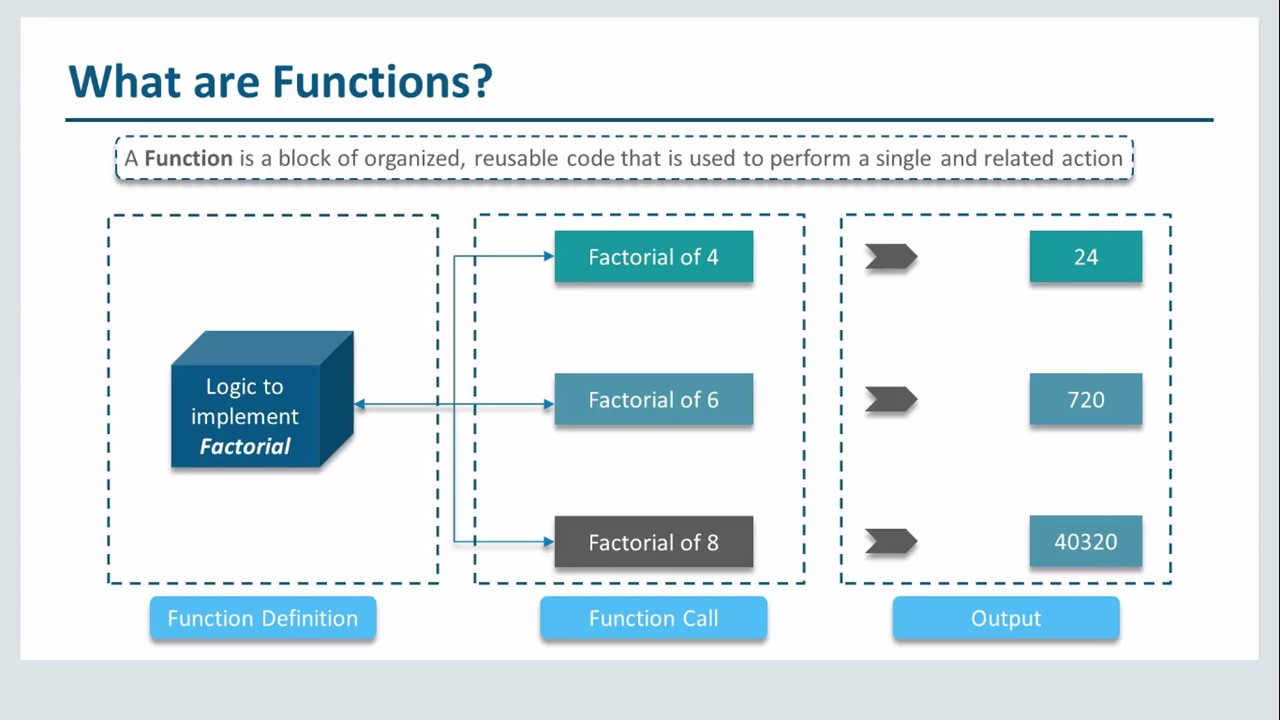 What are Functions?
A Function is a block of organized, reusable code that is used to perform a single and related action
Logic to
implement
Factorial
Factorial of 4
Factorial of 6
Factorial of 8
24
720
40320
Function Definition
Function Call
Output